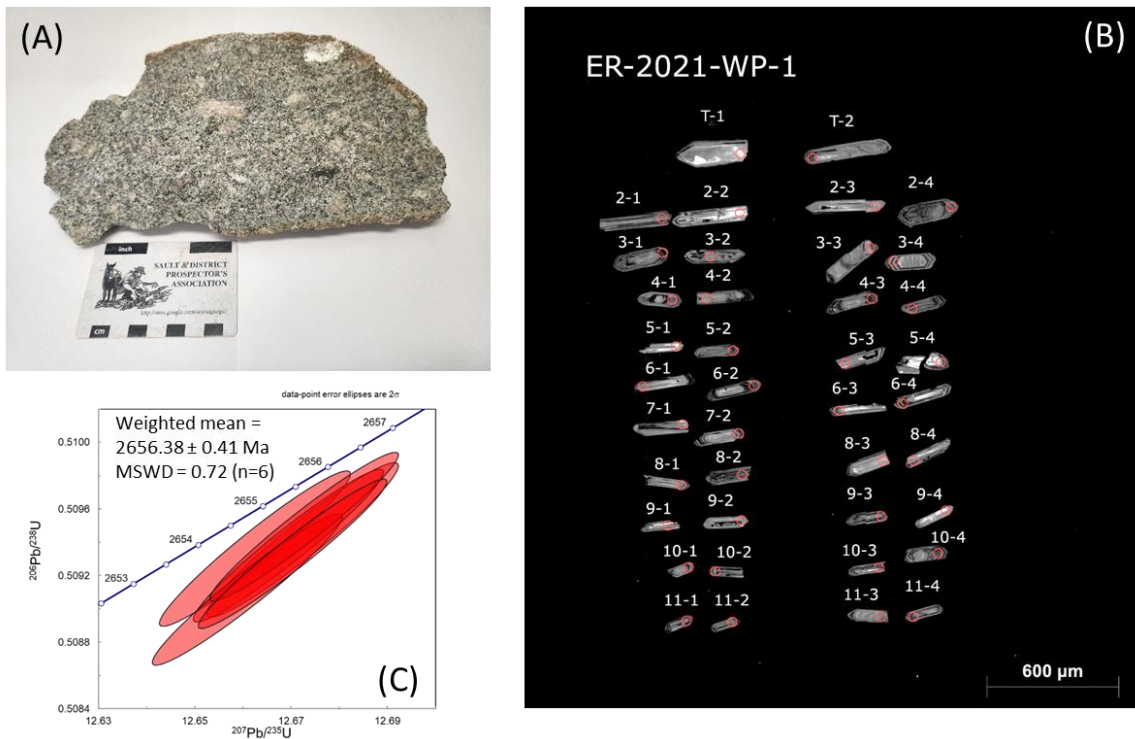 (A)
inch
SAULT & DISTRICT
PROSPECTOR'S
ASSOCIATION
cm
(B)
ER-2021-WP-1
T-1 T-2
2-1 2-2 2-3 2-4
3-1 3-2 3-3 3-4
4-1 4-2 4-3 4-4
5-1 5-2 5-3 5-4
6-1 6-2 6-3 6-4
7-1 7-2
8-1 8-2 8-3 8-4
9-1 9-2 9-3 9-4
10-1 10-2 10-3 10-4
11-1 11-2 11-3 11-4
600 µm
data-point error ellipses are 2σ
Weighted mean =
2656.38 ± 0.41 Ma
MSWD = 0.72 (n=6)
2657
2656
2655
2654
2653
0.5100
0.5096
0.5092
0.5088
0.5084
²⁰⁶Pb/²³⁸U
(C)
12.63 12.65 12.67 12.69
²⁰⁷Pb/²³⁵U